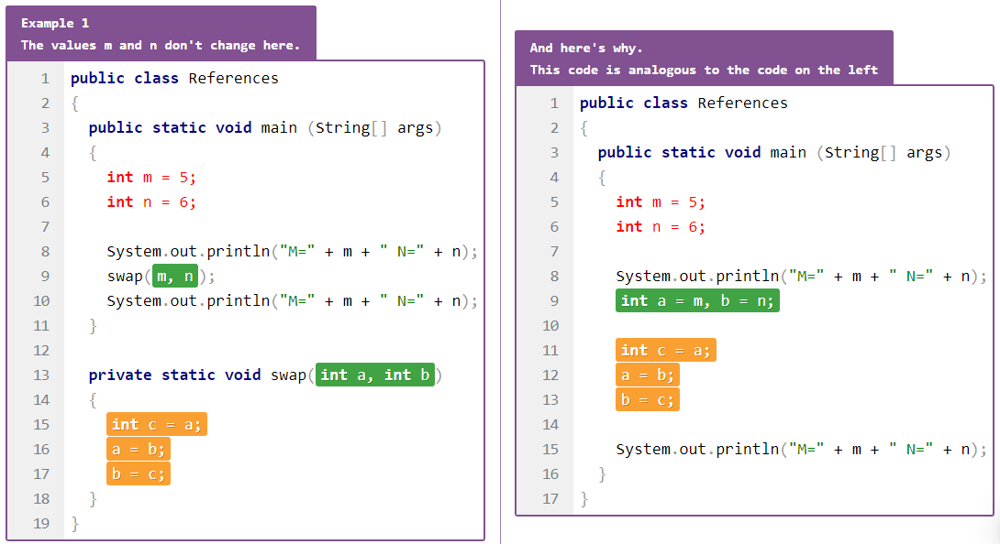 Example 1
The values m and n don't change here.
1 public class References
2 {
3 public static void main (String[] args)
4 {
5 int m = 5;
6 int n = 6;
7
8 System.out.println("M=" + m + " N=" + n);
9 swap(m, n);
10 System.out.println("M=" + m + " N=" + n);
11 }
12
13 private static void swap(int a, int b)
14 {
15 int c = a;
16 a = b;
17 b = c;
18 }
19 }
And here's why.
This code is analogous to the code on the left
1 public class References
2 {
3 public static void main (String[] args)
4 {
5 int m = 5;
6 int n = 6;
7
8 System.out.println("M=" + m + " N=" + n);
9 int a = m, b = n;
10
11 int c = a;
12 a = b;
13 b = c;
14
15 System.out.println("M=" + m + " N=" + n);
16 }
17 }